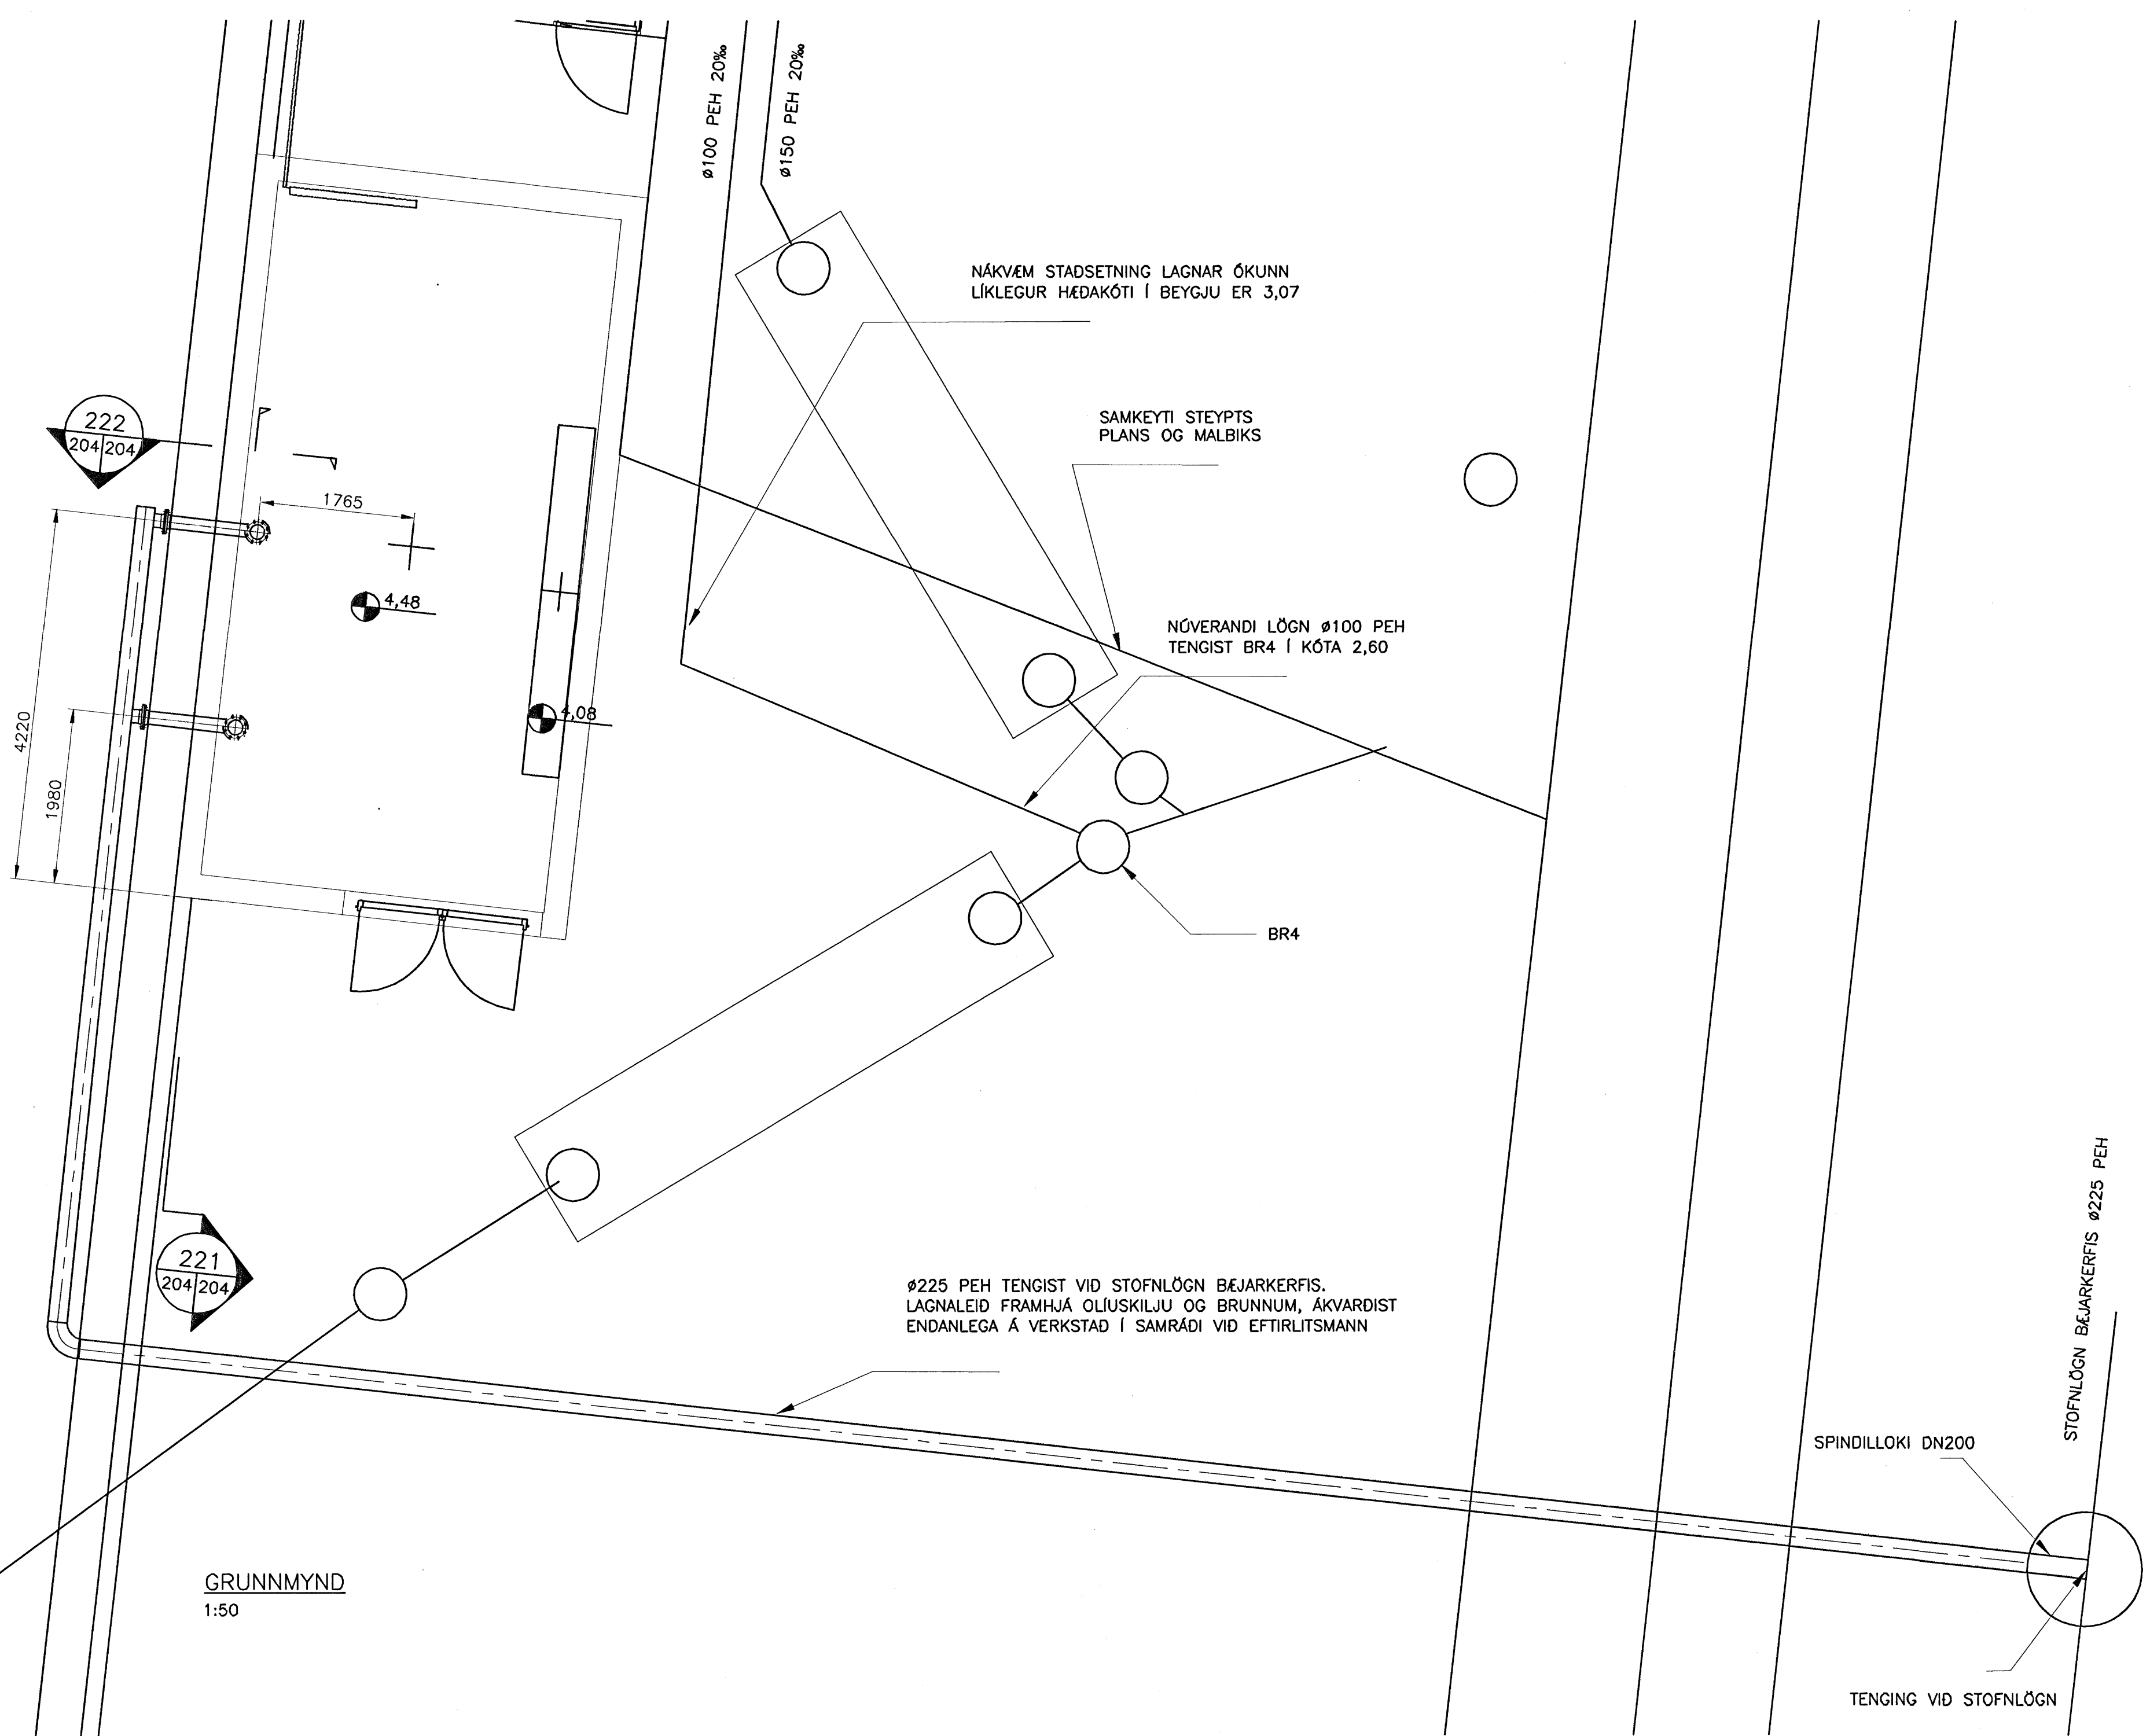 ø100 PEH 20‰
ø150 PEH 20‰
NÁKVÆM STAÐSETNING LAGNAR ÓKUNN
LÍKLEGUR HÆÐAKÓTI Í BEYGJU ER 3,07
SAMKEYTI STEYPTS
PLANS OG MALBIKS
222
204 204
1765
4,48
NÚVERANDI LÖGN ø100 PEH
TENGIST BR4 Í KÓTA 2,60
4,08
4220
1980
BR4
221
204 204
ø225 PEH TENGIST VIÐ STOFNLÖGN BÆJARKERFIS.
LAGNALEIÐ FRAMHJÁ OLÍUSKILJU OG BRUNNUM, ÁKVARÐIST
ENDANLEGA Á VERKSTAÐ Í SAMRÁÐI VIÐ EFTIRLITSMANN
STOFNLÖGN BÆJARKERFIS ø225 PEH
SPINDILLOKI DN200
GRUNNMYND
1:50
TENGING VIÐ STOFNLÖGN